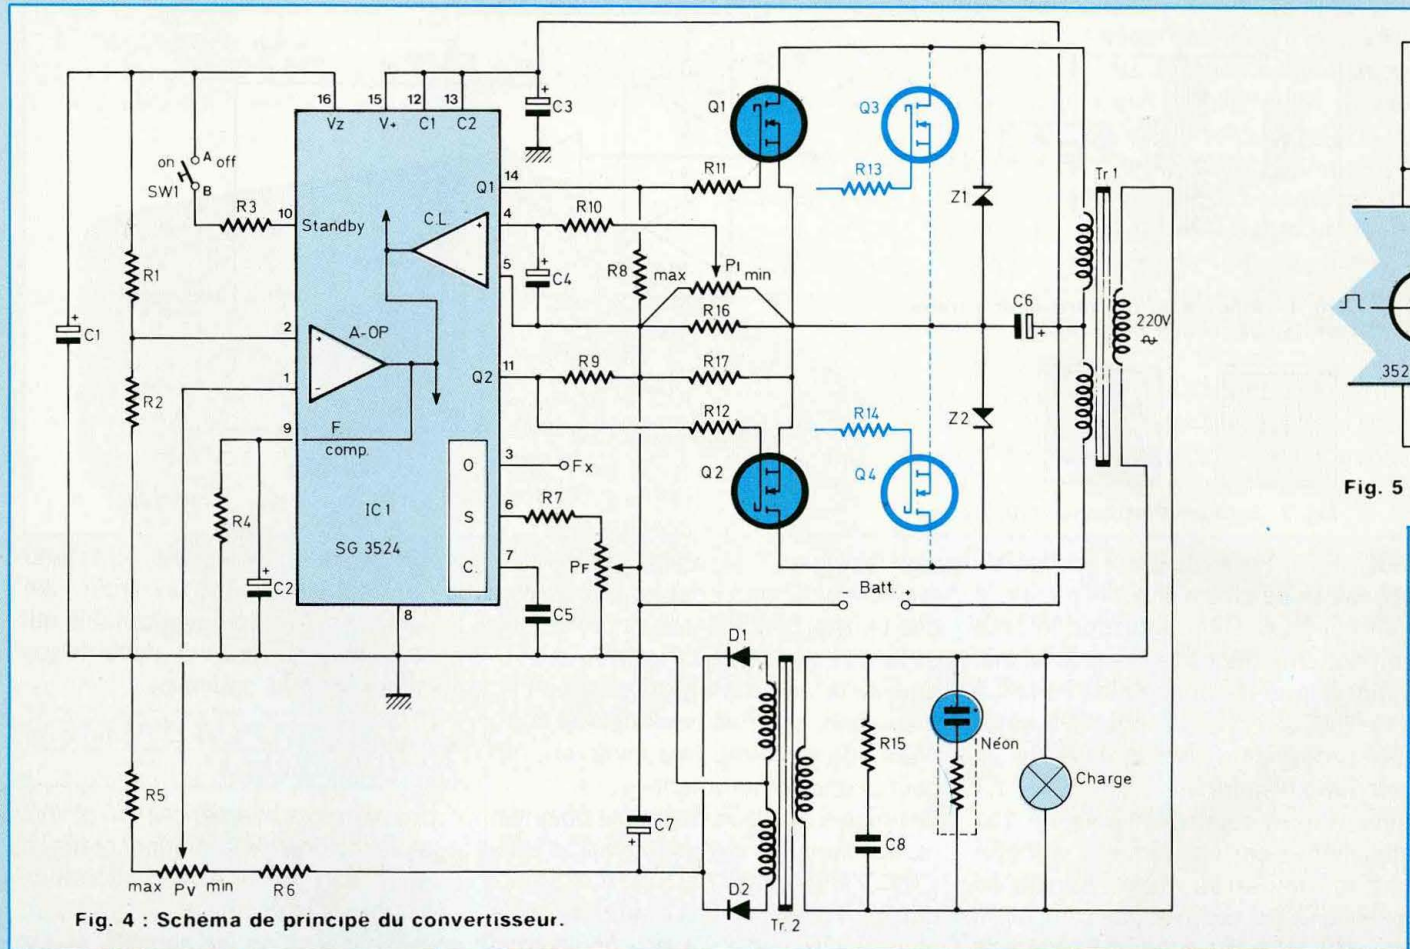 16 15 12 13
Vz V+ C1 C2
C3
on A off
SW1 B
R3 10 Standby
Q1 14
C.L.
+ 4 R10
- 5
C4
R8
max P1 min
R16
R11
Q1
Q3
R13
Z1
Tr 1
C6
220V
R1
C1
2
A-OP
1
R2
9 F
comp.
Q2 11 R9
R17
R12
R14
Z2
Q2
Q4
O 3 Fx
S 6 R7
C. 7
PF
C5
IC1
SG 3524
R4
C2
8
- Batt. +
D1
R15
Néon
Charge
R5
C7
C8
max PV min R6
D2
Tr. 2
352
Fig. 5
Fig. 4 : Schéma de principe du convertisseur.